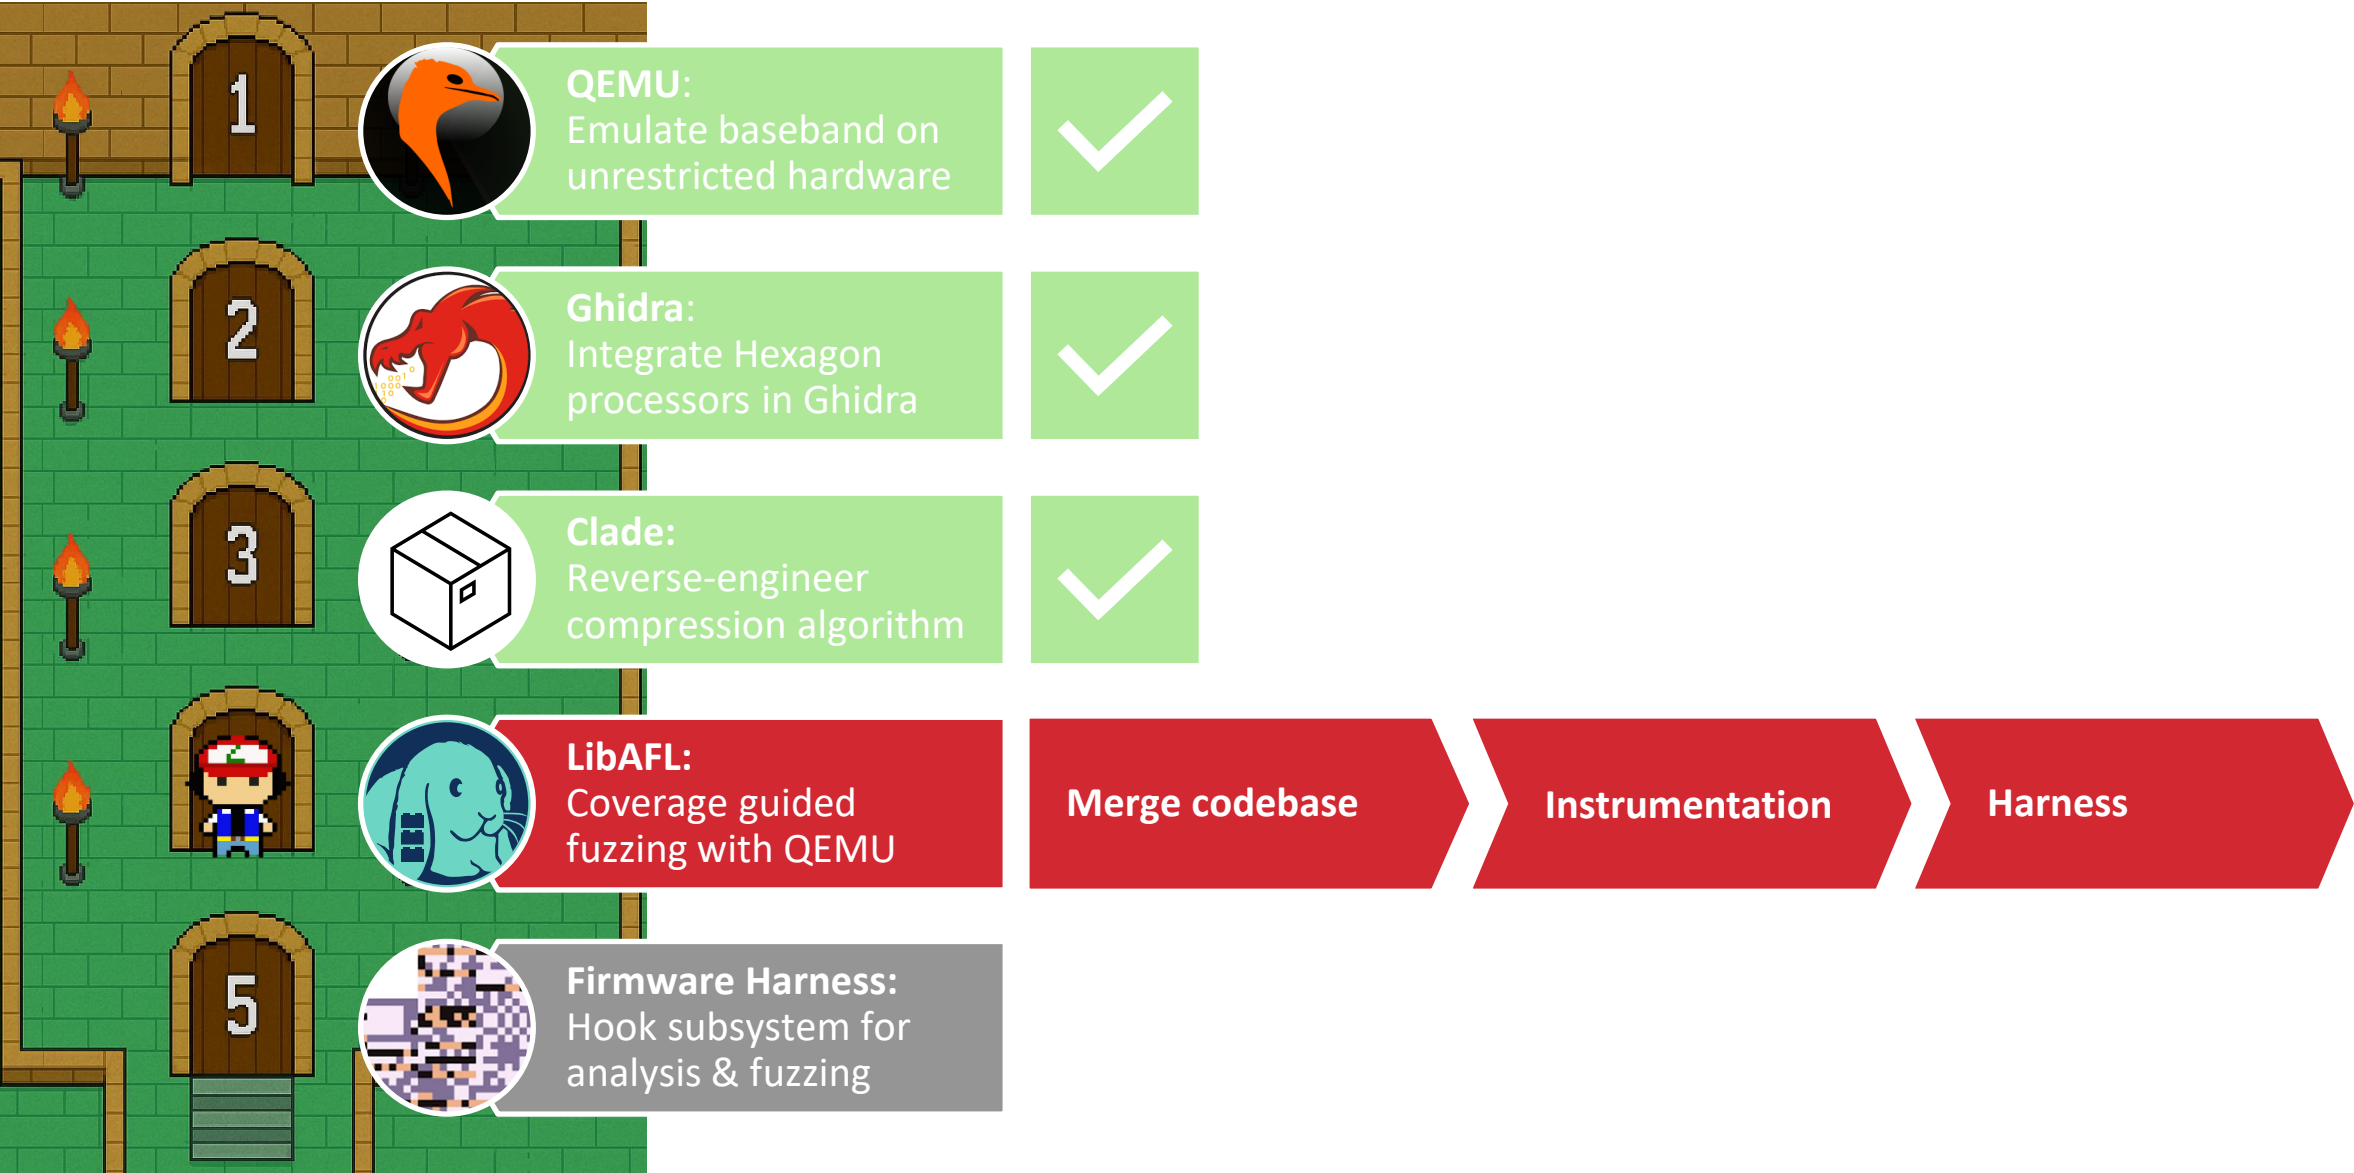 1
QEMU:
Emulate baseband on
unrestricted hardware
2
Ghidra:
Integrate Hexagon
processors in Ghidra
3
Clade:
Reverse-engineer
compression algorithm
LibAFL:
Coverage guided
fuzzing with QEMU
Merge codebase
Instrumentation
Harness
5
Firmware Harness:
Hook subsystem for
analysis & fuzzing